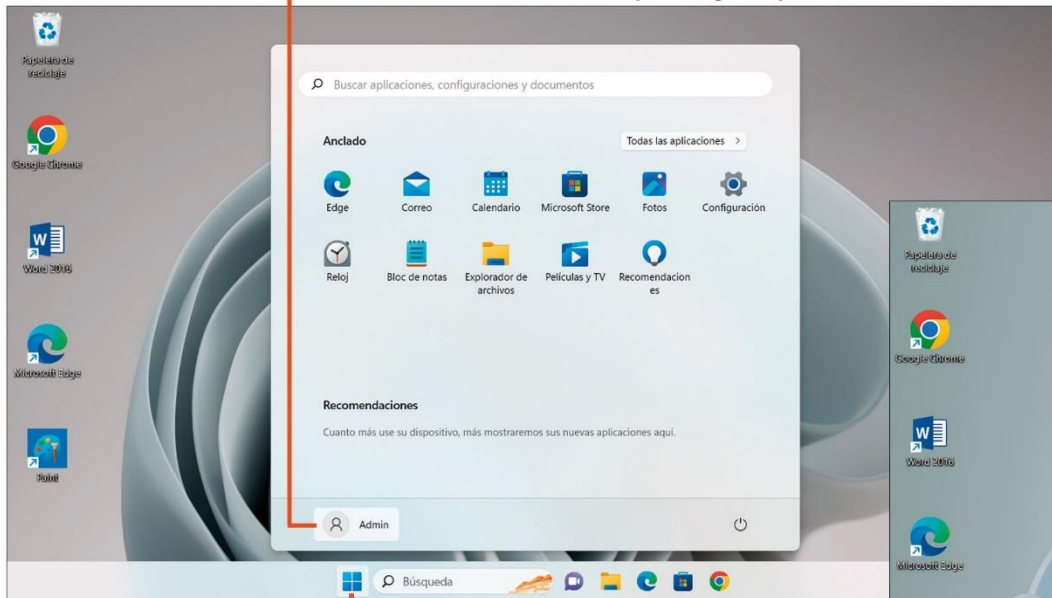 Papelera de
reciclaje
Google Chrome
Word 2016
Microsoft Edge
Paint
Buscar aplicaciones, configuraciones y documentos
Anclado
Todas las aplicaciones >
Edge
Correo
Calendario
Microsoft Store
Fotos
Configuración
Reloj
Bloc de notas
Explorador de
archivos
Películas y TV
Recomendacion
es
Recomendaciones
Cuanto más use su dispositivo, más mostraremos sus nuevas aplicaciones aquí.
Admin
Búsqueda
Papelera de
reciclaje
Google Chrome
Word 2016
Microsoft Edge